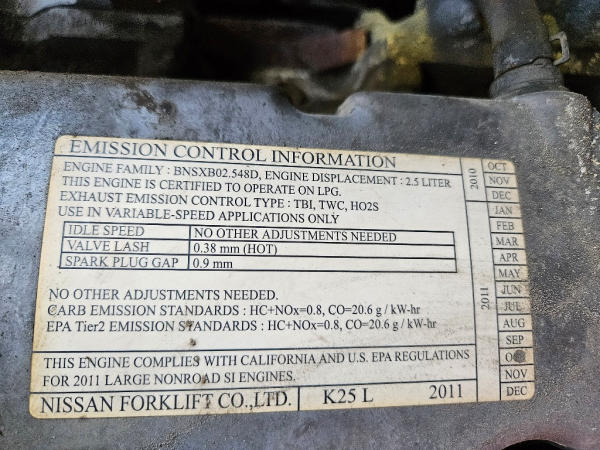 EMISSION CONTROL INFORMATION
ENGINE FAMILY : BNSXB02.548D, ENGINE DISPLACEMENT : 2.5 LITER
THIS ENGINE IS CERTIFIED TO OPERATE ON LPG.
EXHAUST EMISSION CONTROL TYPE : TBI, TWC, HO2S
USE IN VARIABLE-SPEED APPLICATIONS ONLY
IDLE SPEED NO OTHER ADJUSTMENTS NEEDED
VALVE LASH 0.38 mm (HOT)
SPARK PLUG GAP 0.9 mm
NO OTHER ADJUSTMENTS NEEDED.
CARB EMISSION STANDARDS : HC+NOx=0.8, CO=20.6 g / kW-hr
EPA Tier2 EMISSION STANDARDS : HC+NOx=0.8, CO=20.6 g / kW-hr
THIS ENGINE COMPLIES WITH CALIFORNIA AND U.S. EPA REGULATIONS
FOR 2011 LARGE NONROAD SI ENGINES.
NISSAN FORKLIFT CO.,LTD. K25 L 2011
2010
OCT
NOV
DEC
2011
JAN
FEB
MAR
APR
MAY
JUN
JUL
AUG
SEP
NOV
DEC